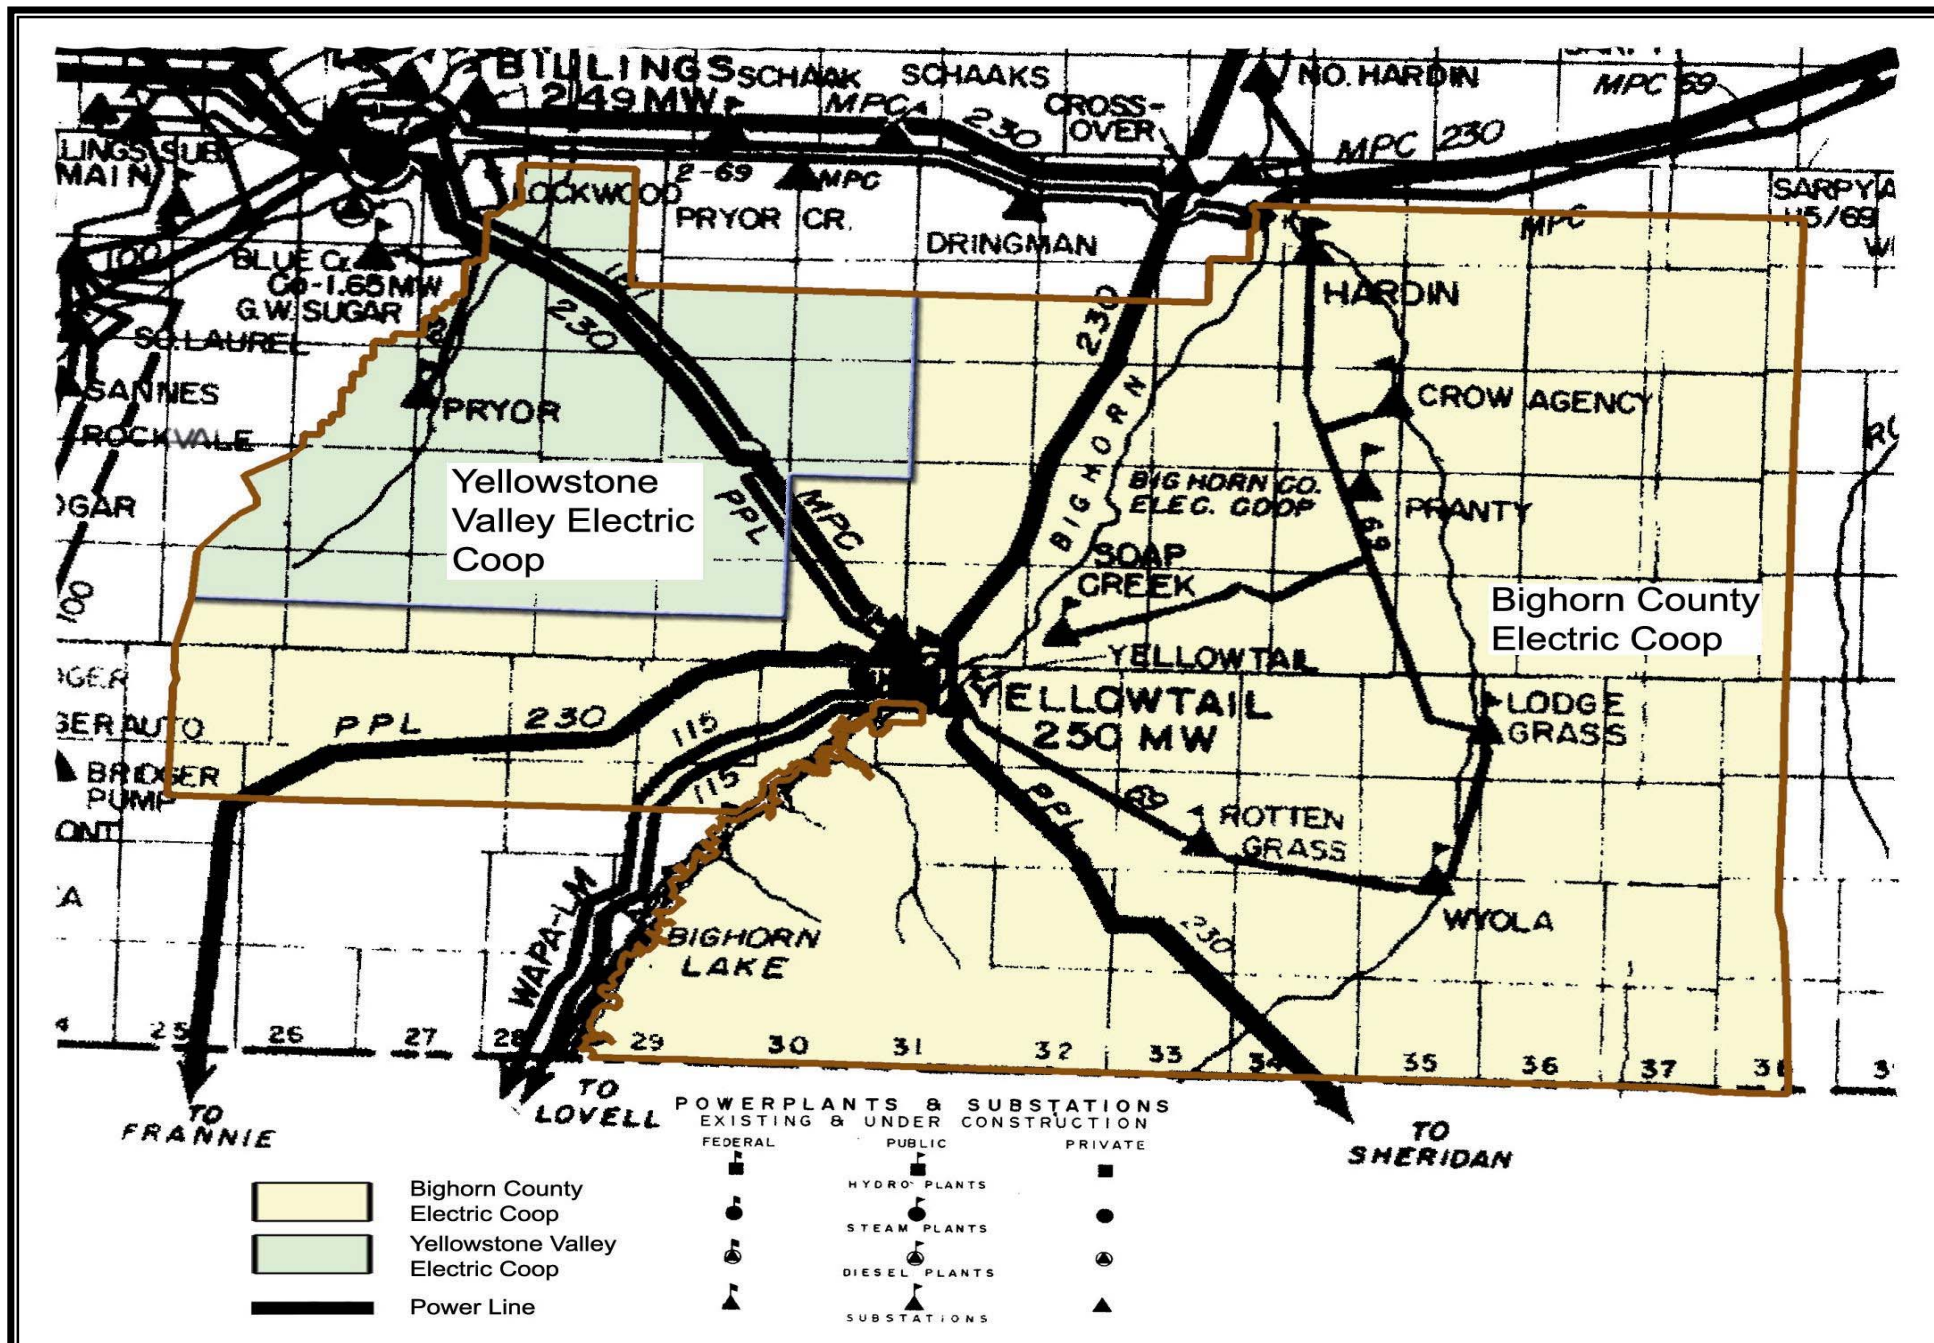 BILLINGS
249 MW
SCHAAK
SCHAAKS
MPC
230
CROSS-
OVER
NO. HARDIN
MPC 69
MPC 230
LINGS SUB
MAIN
LOCKWOOD
2-69
MPC
PRYOR CR.
DRINGMAN
SARPY A
115/69
MPC
100
BLUE Cr.
Co-1.65 MW
G.W. SUGAR
230
230
HARDIN
SO. LAUREL
SANNES
PRYOR
ROCKVALE
BIGHORN
CROW AGENCY
Yellowstone
Valley Electric
Coop
PPL
MPC
BIG HORN CO.
ELEC. COOP
PRANTY
69
OGAR
SOAP
CREEK
100
Bighorn County
Electric Coop
YELLOWTAIL
YELLOWTAIL
250 MW
LODGE
GRASS
PPL
230
115
115
GER AUTO
BRIDGER
PUMP
PPL
69
ROTTEN
GRASS
WYOLA
230
WAPA-LM
BIGHORN
LAKE
25
26
27
28
29
30
31
32
33
34
35
36
37
TO
FRANNIE
TO
LOVELL
TO
SHERIDAN
POWERPLANTS & SUBSTATIONS
EXISTING & UNDER CONSTRUCTION
FEDERAL
PUBLIC
PRIVATE
HYDRO PLANTS
STEAM PLANTS
DIESEL PLANTS
SUBSTATIONS
Bighorn County
Electric Coop
Yellowstone Valley
Electric Coop
Power Line